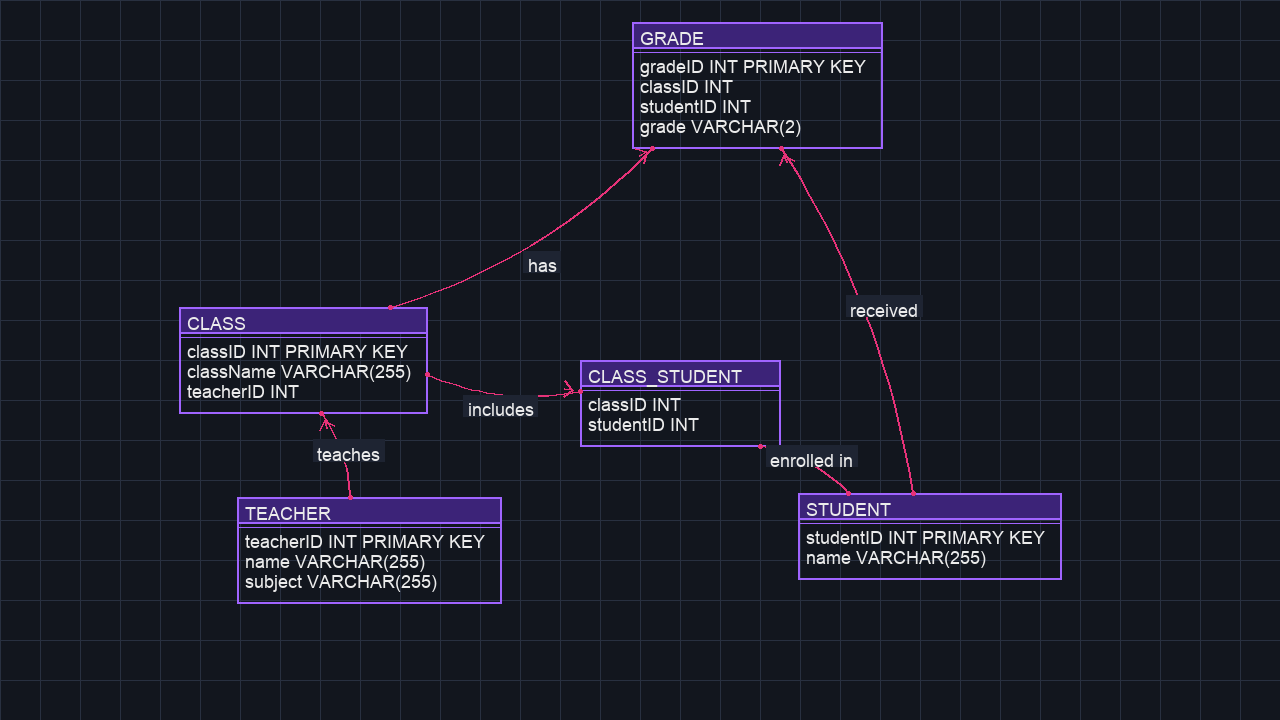 GRADE
gradeID INT PRIMARY KEY
classID INT
studentID INT
grade VARCHAR(2)
has
received
CLASS
classID INT PRIMARY KEY
className VARCHAR(255)
teacherID INT
includes
CLASS_STUDENT
classID INT
studentID INT
enrolled in
teaches
TEACHER
teacherID INT PRIMARY KEY
name VARCHAR(255)
subject VARCHAR(255)
STUDENT
studentID INT PRIMARY KEY
name VARCHAR(255)